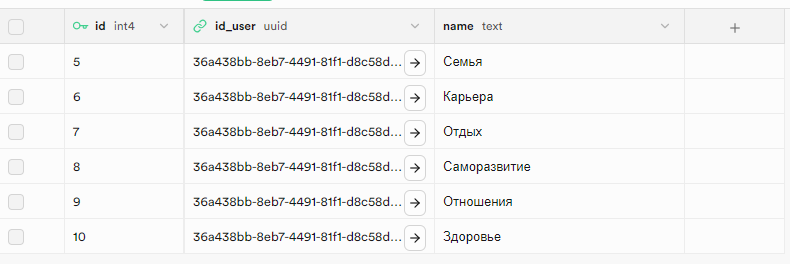 id int4 id_user uuid name text +
5 36a438bb-8eb7-4491-81f1-d8c58d... Семья
6 36a438bb-8eb7-4491-81f1-d8c58d... Карьера
7 36a438bb-8eb7-4491-81f1-d8c58d... Отдых
8 36a438bb-8eb7-4491-81f1-d8c58d... Саморазвитие
9 36a438bb-8eb7-4491-81f1-d8c58d... Отношения
10 36a438bb-8eb7-4491-81f1-d8c58d... Здоровье